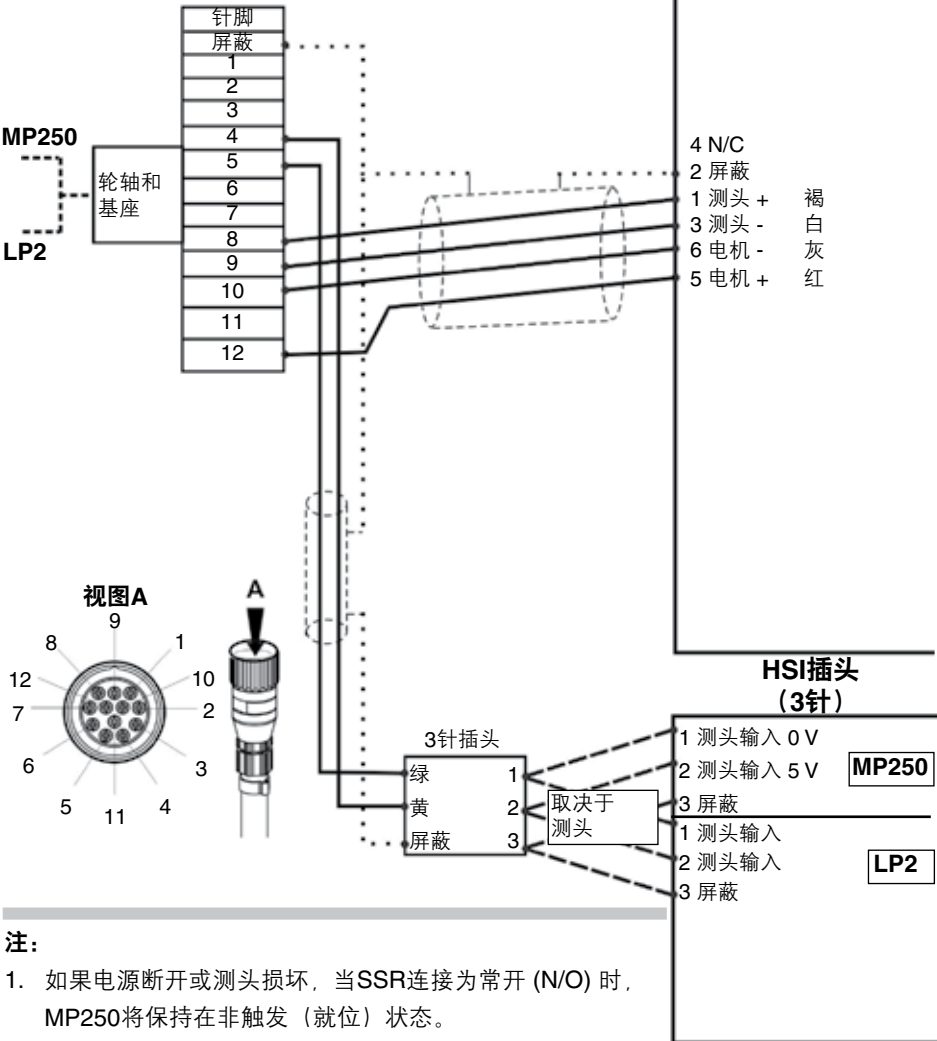 针脚
屏蔽
1
2
3
4
5
6
7
8
9
10
11
12
MP250
LP2
轮轴和
基座
4 N/C
2 屏蔽
1 测头 + 褐
3 测头 - 白
6 电机 - 灰
5 电机 + 红
视图A
9
8
1
12
10
7
2
6
3
5
11
4
A
3针插头
绿 1
黄 2
屏蔽 3
取决于
测头
HSI插头
（3针）
1 测头输入 0 V
2 测头输入 5 V
3 屏蔽
MP250
1 测头输入
2 测头输入
3 屏蔽
LP2
注：
1. 如果电源断开或测头损坏，当SSR连接为常开 (N/O) 时，
MP250将保持在非触发（就位）状态。